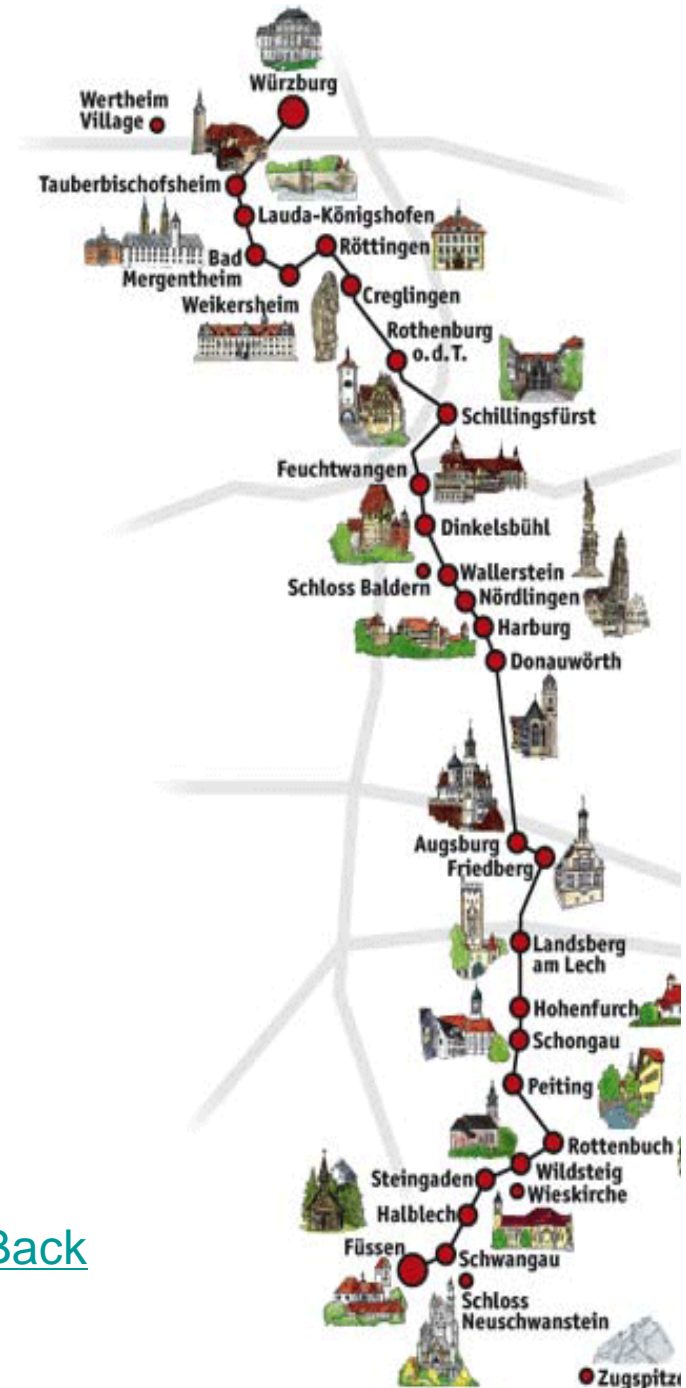 Würzburg
Wertheim
Village
Tauberbischofsheim
Lauda-Königshofen
Röttingen
Bad
Mergentheim
Weikersheim
Creglingen
Rothenburg
o.d.T.
Schillingsfürst
Feuchtwangen
Dinkelsbühl
Wallerstein
Schloss Baldern
Nördlingen
Harburg
Donauwörth
Augsburg
Friedberg
Landsberg
am Lech
Hohenfurch
Schongau
Peiting
Rottenbuch
Wildsteig
Steingaden
Wieskirche
Halblech
Back
Füssen
Schwangau
Schloss
Neuschwanstein
Zugspitze